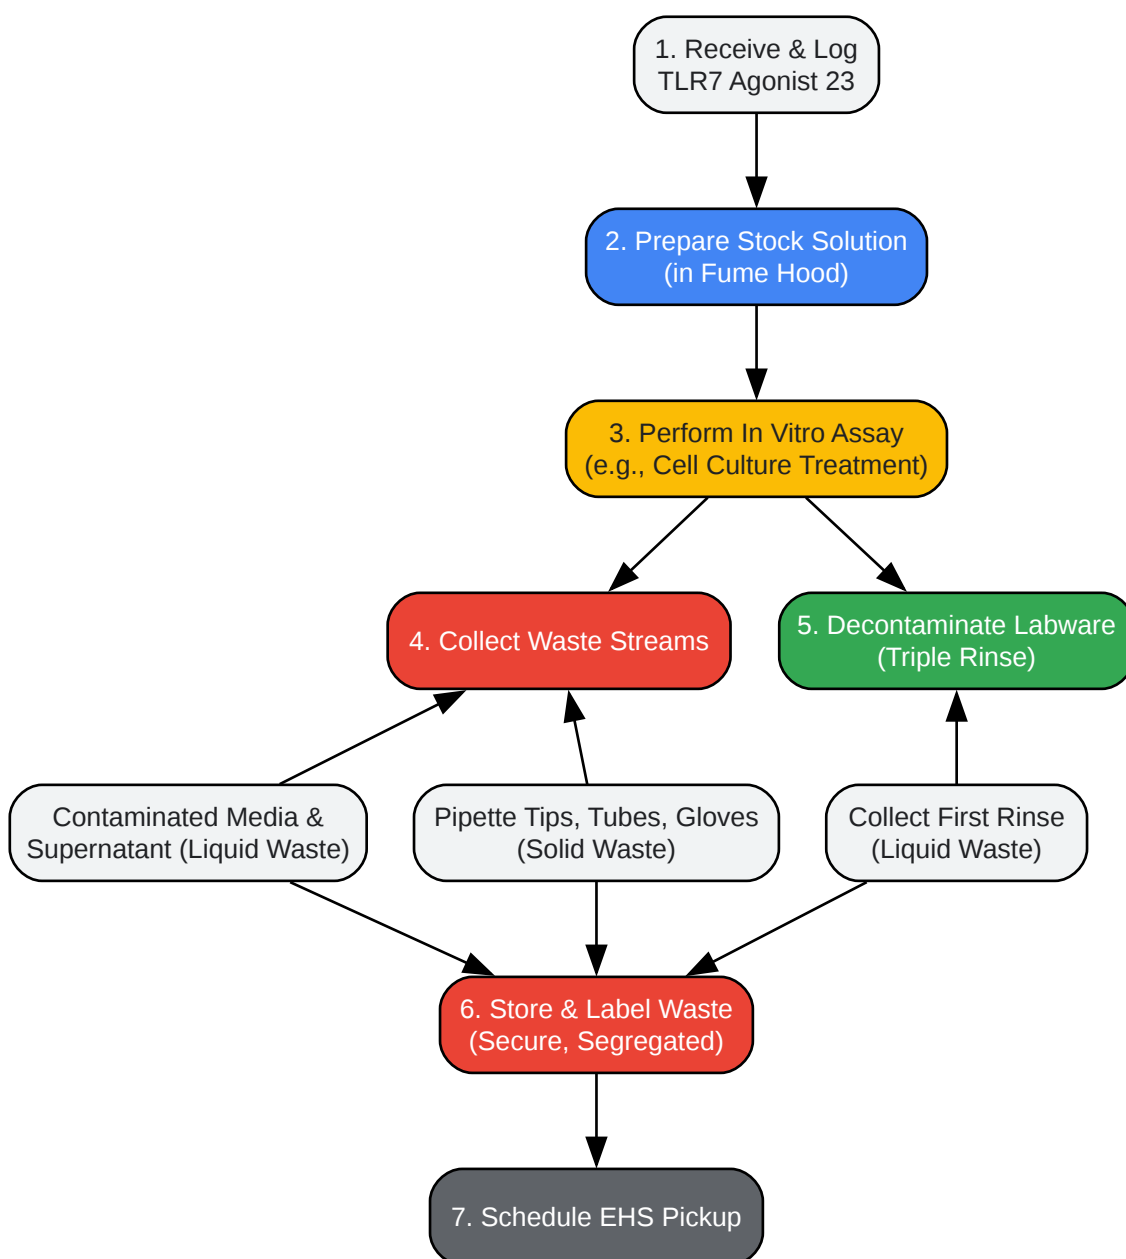 1. Receive & Log
TLR7 Agonist 23
2. Prepare Stock Solution
(in Fume Hood)
3. Perform In Vitro Assay
(e.g., Cell Culture Treatment)
4. Collect Waste Streams
5. Decontaminate Labware
(Triple Rinse)
Contaminated Media &
Supernatant (Liquid Waste)
Pipette Tips, Tubes, Gloves
(Solid Waste)
Collect First Rinse
(Liquid Waste)
6. Store & Label Waste
(Secure, Segregated)
7. Schedule EHS Pickup